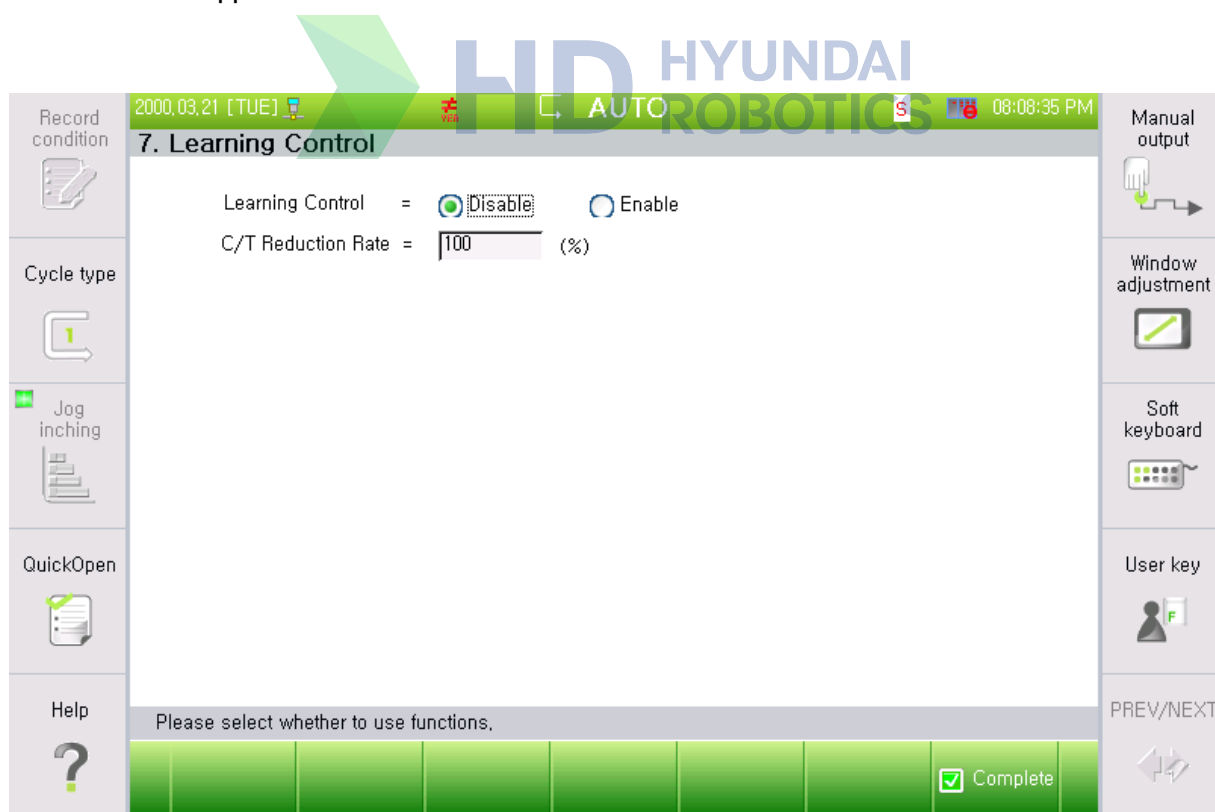 HYUNDAI
ROBOTICS
2000,03,21 [TUE]
AUTO
S
08:08:35 PM
7. Learning Control
Learning Control = Disable Enable
C/T Reduction Rate = 100 (%)
Record
condition
Cycle type
1
Jog
inching
QuickOpen
Help
?
Manual
output
Window
adjustment
Soft
keyboard
User key
F
PREV/NEXT
Please select whether to use functions,
Complete